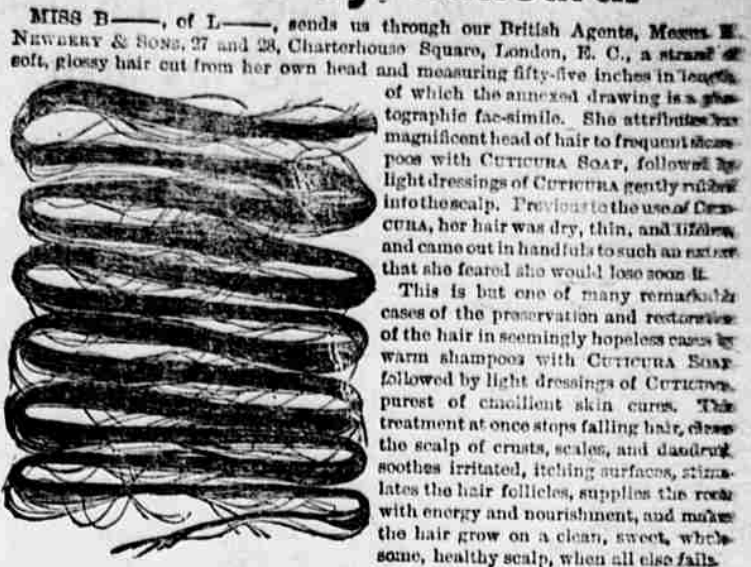 MISS B——, of L——, sends us through our British Agents,
NEWBERY & SONS, 27 and 28, Charterhouse Square, London, E. C., a strand of
soft, glossy hair cut from her own head and measuring fifty-five inches in length
of which the annexed drawing is a pho-
tographic fac-simile. She attributes her
magnificent head of hair to frequent sham-
poos with CUTICURA SOAP, followed by
light dressings of CUTICURA gently rubbed
into the scalp. Previous to the use of CUTI-
CURA, her hair was dry, thin, and lifeless,
and came out in handfuls to such an extent
that she feared she would lose soon it.
This is but one of many remarkable
cases of the preservation and restoration
of the hair in seemingly hopeless cases by
warm shampoos with CUTICURA SOAP
followed by light dressings of CUTICURA,
purest of emollient skin cures. This
treatment at once stops falling hair, clears
the scalp of crusts, scales, and dandruff,
soothes irritated, itching surfaces, stimu-
lates the hair follicles, supplies the roots
with energy and nourishment, and makes
the hair grow on a clean, sweet, whole-
some, healthy scalp, when all else fails.